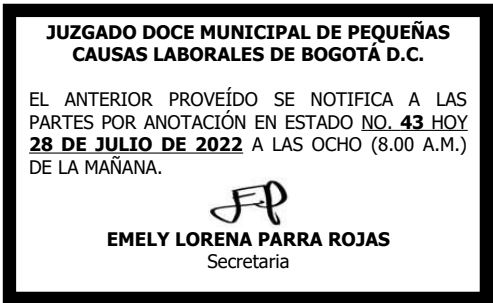 JUZGADO DOCE MUNICIPAL DE PEQUEÑAS
CAUSAS LABORALES DE BOGOTÁ D.C.
EL ANTERIOR PROVEÍDO SE NOTIFICA A LAS
PARTES POR ANOTACIÓN EN ESTADO NO. 43 HOY
28 DE JULIO DE 2022 A LAS OCHO (8.00 A.M.)
DE LA MAÑANA.
EMELY LORENA PARRA ROJAS
Secretaria